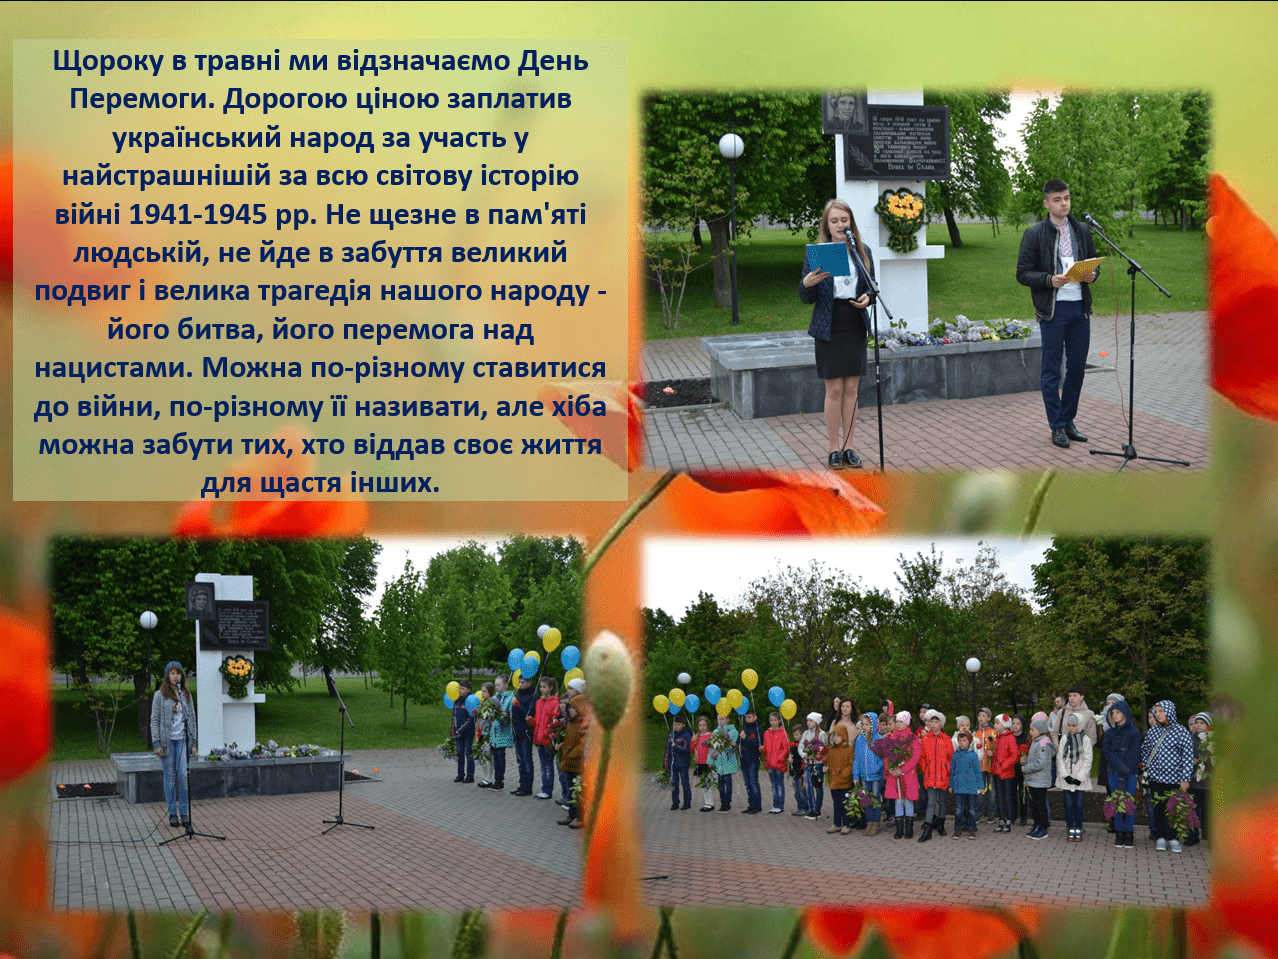 Щороку в травні ми відзначаємо День
Перемоги. Дорогою ціною заплатив
український народ за участь у
найстрашнішій за всю світову історію
війні 1941-1945 рр. Не щезне в пам'яті
людській, не йде в забуття великий
подвиг і велика трагедія нашого народу -
його битва, його перемога над
нацистами. Можна по-різному ставитися
до війни, по-різному її називати, але хіба
можна забути тих, хто віддав своє життя
для щастя інших.